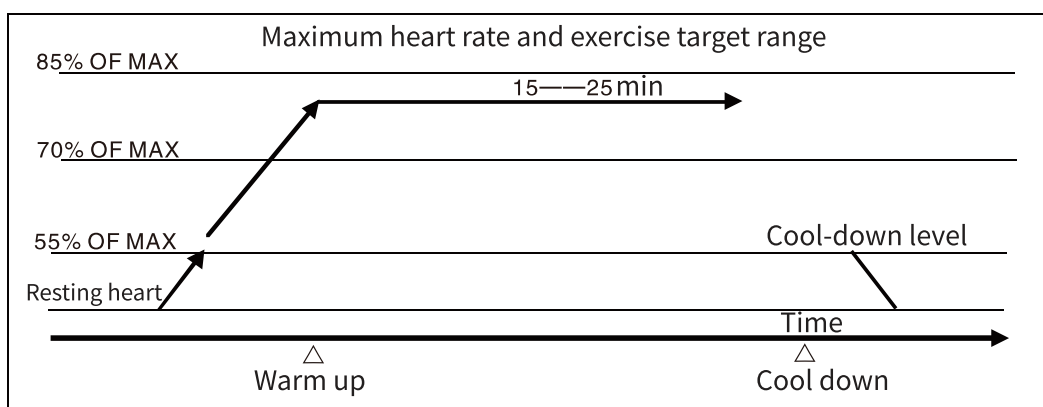 Maximum heart rate and exercise target range
85% OF MAX
15——25min
70% OF MAX
55% OF MAX
Cool-down level
Resting heart
Time
Warm up
Cool down